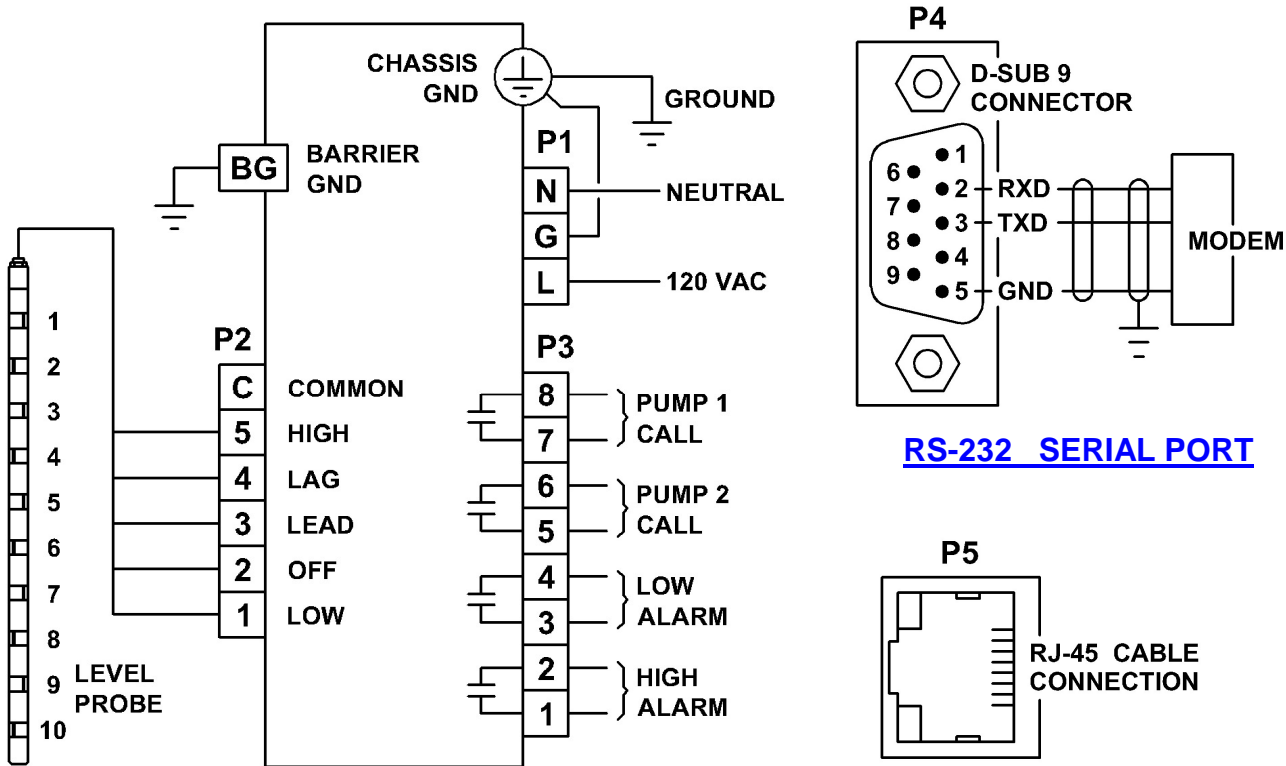 CHASSIS
GND
GROUND
BG
BARRIER
GND
P1
N
NEUTRAL
G
L
120 VAC
1
2
3
4
5
6
7
8
9
10
LEVEL
PROBE
P2
C COMMON
5 HIGH
4 LAG
3 LEAD
2 OFF
1 LOW
P3
8
7
PUMP 1
CALL
6
5
PUMP 2
CALL
4
3
LOW
ALARM
2
1
HIGH
ALARM
P4
D-SUB 9
CONNECTOR
1
6
2 RXD
7
3 TXD
8
4
9
5 GND
MODEM
RS-232 SERIAL PORT
P5
RJ-45 CABLE
CONNECTION